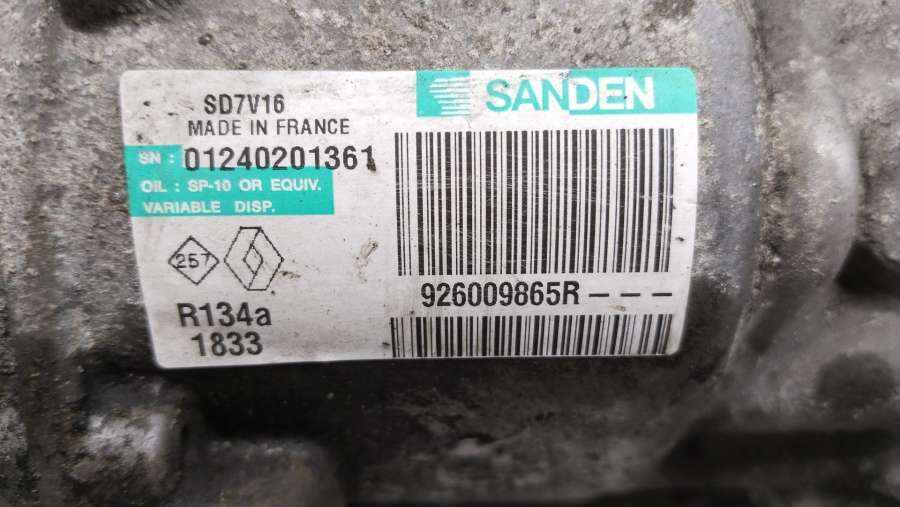 SANDEN
SD7V16
MADE IN FRANCE
SN : 01240201361
OIL : SP-10 OR EQUIV.
VARIABLE DISP.
257
926009865R---
R134a
1833